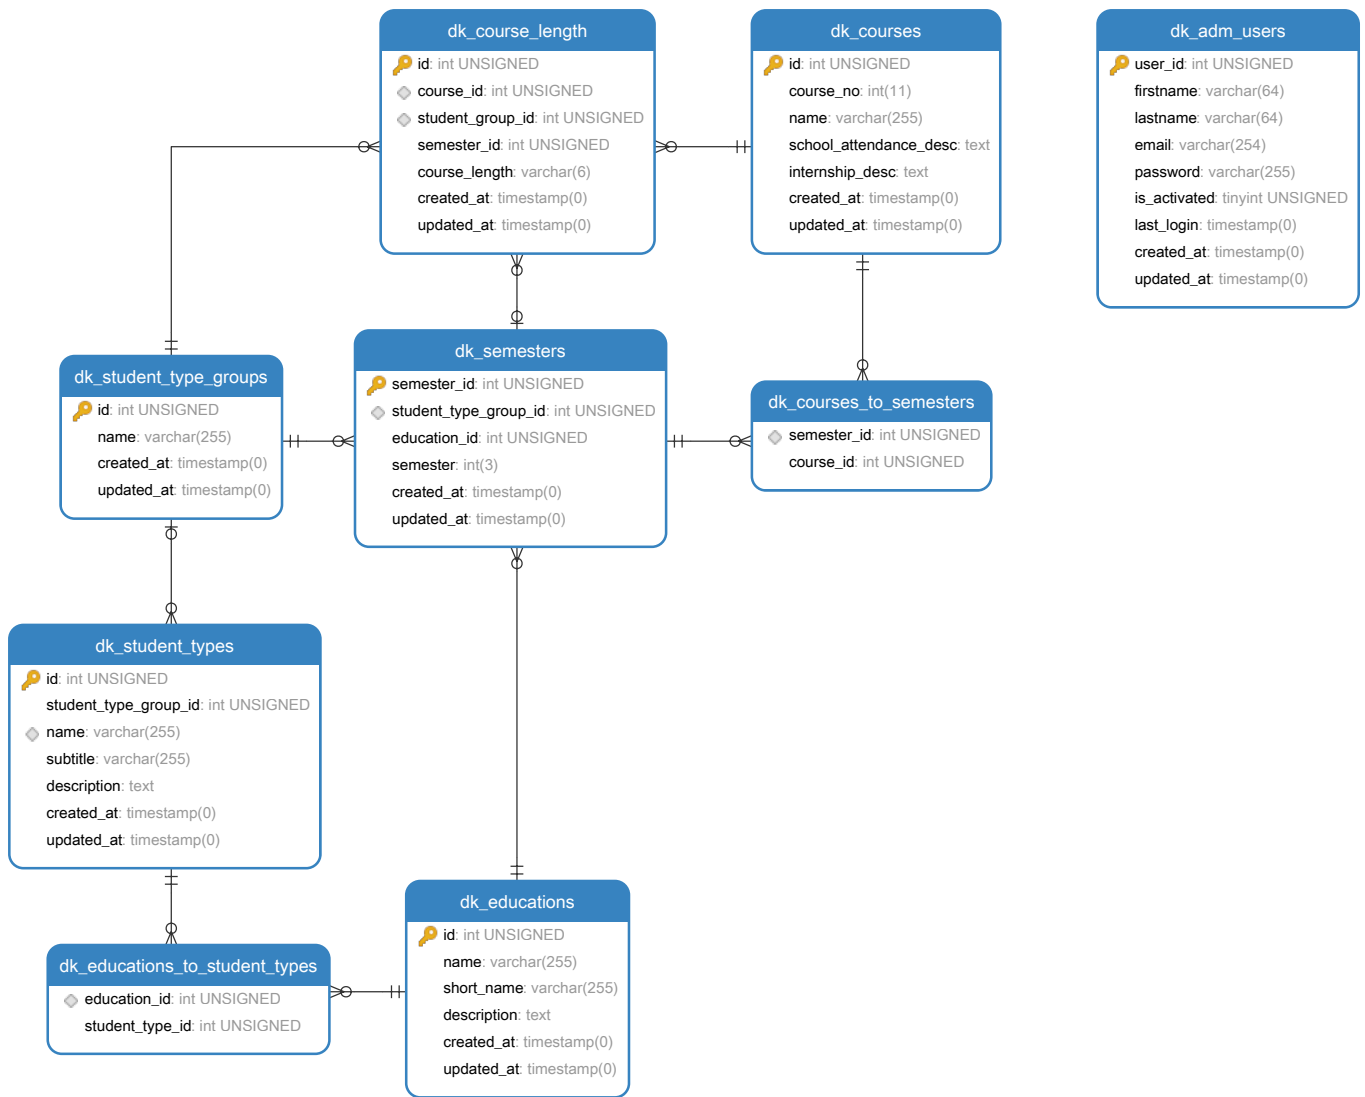 dk_course_length
id: int UNSIGNED
course_id: int UNSIGNED
student_group_id: int UNSIGNED
semester_id: int UNSIGNED
course_length: varchar(6)
created_at: timestamp(0)
updated_at: timestamp(0)
dk_courses
id: int UNSIGNED
course_no: int(11)
name: varchar(255)
school_attendance_desc: text
internship_desc: text
created_at: timestamp(0)
updated_at: timestamp(0)
dk_adm_users
user_id: int UNSIGNED
firstname: varchar(64)
lastname: varchar(64)
email: varchar(254)
password: varchar(255)
is_activated: tinyint UNSIGNED
last_login: timestamp(0)
created_at: timestamp(0)
updated_at: timestamp(0)
dk_student_type_groups
id: int UNSIGNED
name: varchar(255)
created_at: timestamp(0)
updated_at: timestamp(0)
dk_semesters
semester_id: int UNSIGNED
student_type_group_id: int UNSIGNED
education_id: int UNSIGNED
semester: int(3)
created_at: timestamp(0)
updated_at: timestamp(0)
dk_courses_to_semesters
semester_id: int UNSIGNED
course_id: int UNSIGNED
dk_student_types
id: int UNSIGNED
student_type_group_id: int UNSIGNED
name: varchar(255)
subtitle: varchar(255)
description: text
created_at: timestamp(0)
updated_at: timestamp(0)
dk_educations_to_student_types
education_id: int UNSIGNED
student_type_id: int UNSIGNED
dk_educations
id: int UNSIGNED
name: varchar(255)
short_name: varchar(255)
description: text
created_at: timestamp(0)
updated_at: timestamp(0)